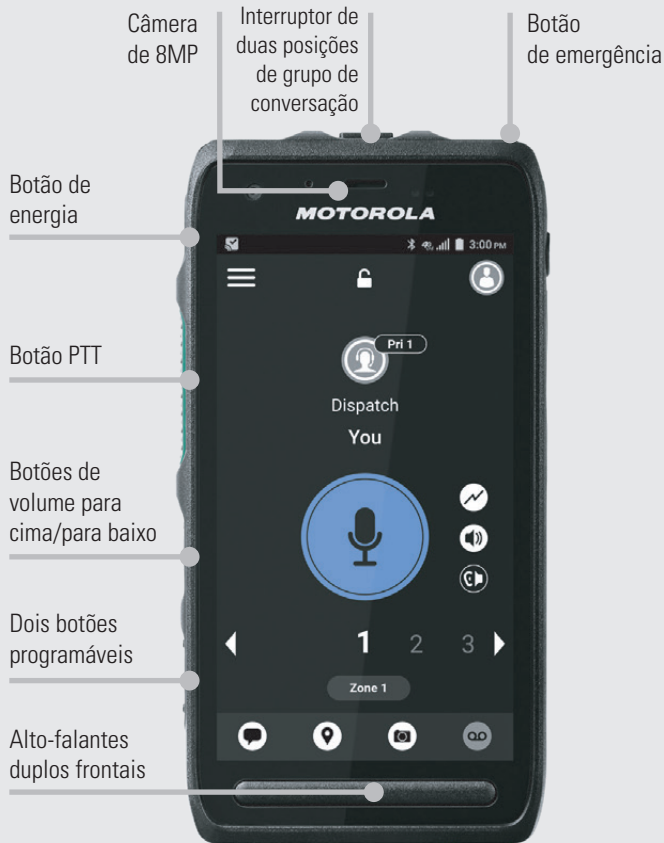 Câmera
de 8MP
Interruptor de
duas posições
de grupo de
conversação
Botão
de emergência
Botão de
energia
Botão PTT
Botões de
volume para
cima/para baixo
Dois botões
programáveis
Alto-falantes
duplos frontais
MOTOROLA
3:00 PM
Pri 1
Dispatch
You
1 2 3
Zone 1